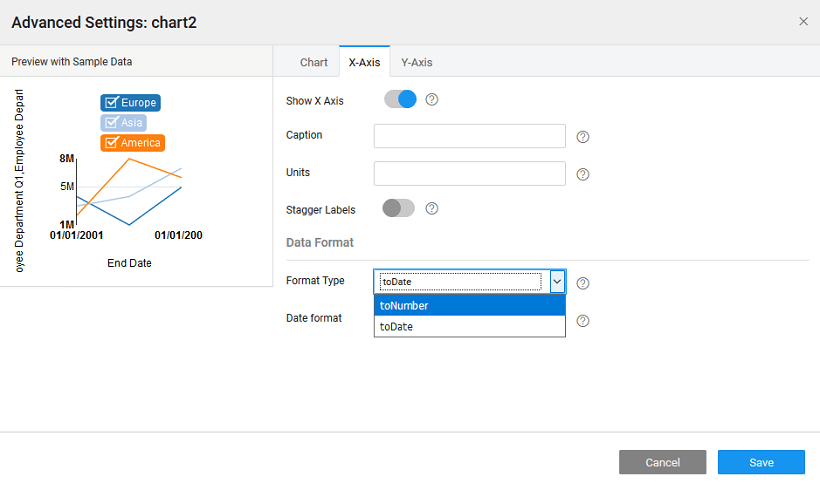 Advanced Settings: chart2
Preview with Sample Data
Chart
X-Axis
Y-Axis
Europe
Asia
America
oyee Department Q1,Employee Depart
8M
5M
1M
01/01/2001
01/01/200
End Date
Show X Axis
Caption
Units
Stagger Labels
Data Format
Format Type
toDate
toNumber
toDate
Date format
Cancel
Save